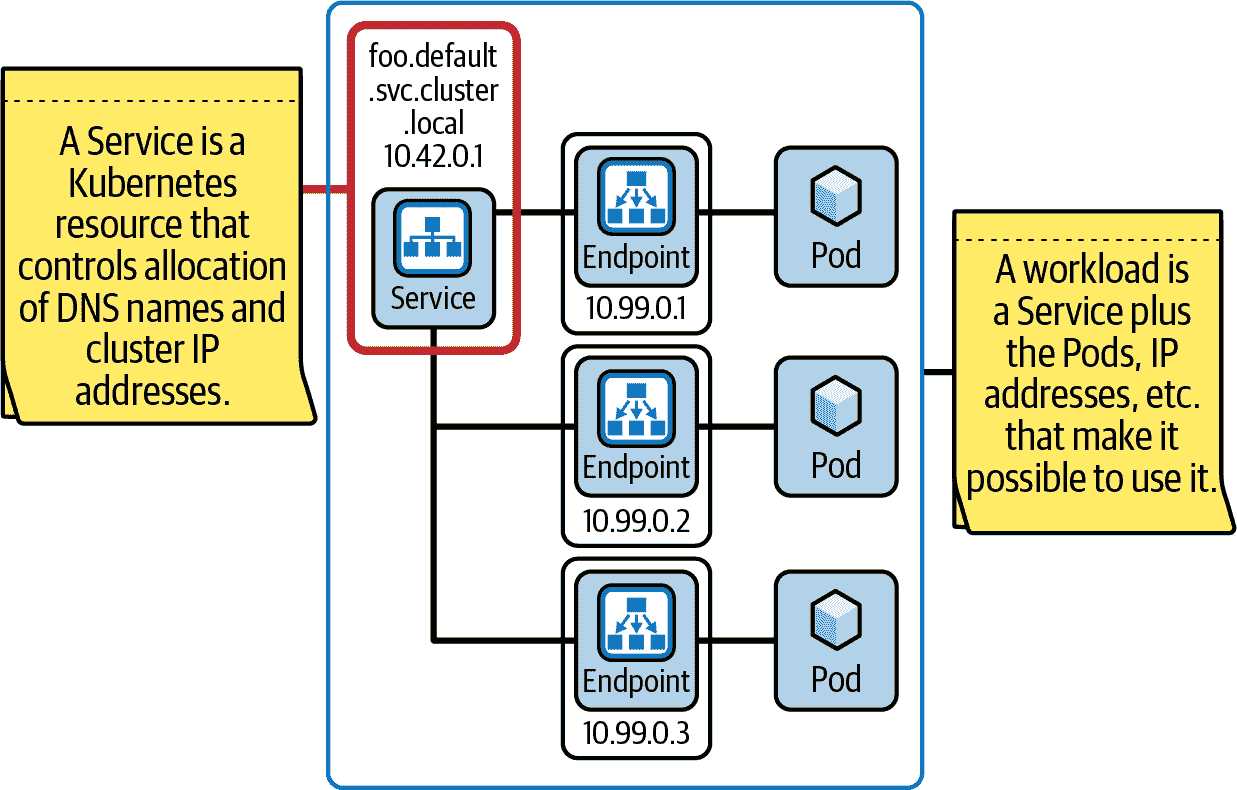 A Service is a
Kubernetes
resource that
controls allocation
of DNS names and
cluster IP
addresses.
foo.default
.svc.cluster
.local
10.42.0.1
Service
Endpoint
10.99.0.1
Pod
Endpoint
10.99.0.2
Pod
Endpoint
10.99.0.3
Pod
A workload is
a Service plus
the Pods, IP
addresses, etc.
that make it
possible to use it.